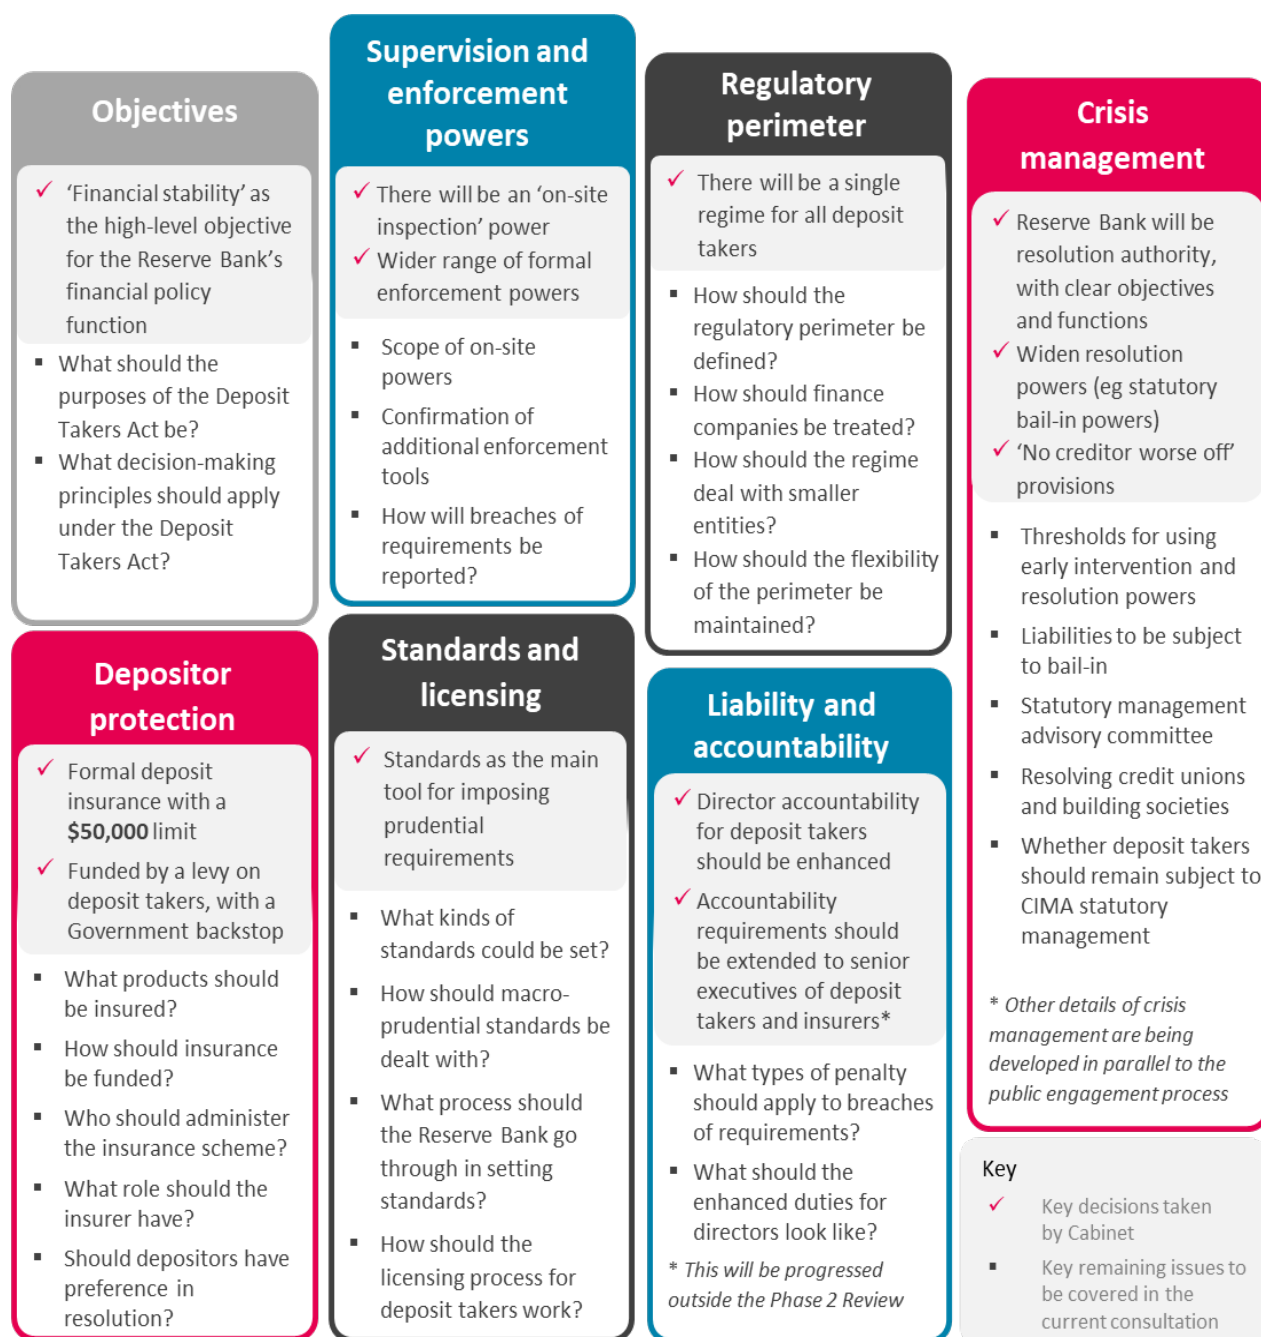 Objectives
✓ ‘Financial stability’ as
the high-level objective
for the Reserve Bank’s
financial policy
function
▪ What should the
purposes of the Deposit
Takers Act be?
▪ What decision-making
principles should apply
under the Deposit
Takers Act?
Supervision and
enforcement
powers
✓ There will be an ‘on-site
inspection’ power
✓ Wider range of formal
enforcement powers
▪ Scope of on-site
powers
▪ Confirmation of
additional enforcement
tools
▪ How will breaches of
requirements be
reported?
Regulatory
perimeter
✓ There will be a single
regime for all deposit
takers
▪ How should the
regulatory perimeter be
defined?
▪ How should finance
companies be treated?
▪ How should the regime
deal with smaller
entities?
▪ How should the flexibility
of the perimeter be
maintained?
Crisis
management
✓ Reserve Bank will be
resolution authority,
with clear objectives
and functions
✓ Widen resolution
powers (eg statutory
bail-in powers)
✓ ‘No creditor worse off’
provisions
▪ Thresholds for using
early intervention and
resolution powers
▪ Liabilities to be subject
to bail-in
▪ Statutory management
advisory committee
▪ Resolving credit unions
and building societies
▪ Whether deposit takers
should remain subject to
CIMA statutory
management
* Other details of crisis
management are being
developed in parallel to the
public engagement process
Depositor
protection
✓ Formal deposit
insurance with a
$50,000 limit
✓ Funded by a levy on
deposit takers, with a
Government backstop
▪ What products should
be insured?
▪ How should insurance
be funded?
▪ Who should administer
the insurance scheme?
▪ What role should the
insurer have?
▪ Should depositors have
preference in
resolution?
Standards and
licensing
✓ Standards as the main
tool for imposing
prudential
requirements
▪ What kinds of
standards could be set?
▪ How should macro-
prudential standards be
dealt with?
▪ What process should
the Reserve Bank go
through in setting
standards?
▪ How should the
licensing process for
deposit takers work?
Liability and
accountability
✓ Director accountability
for deposit takers
should be enhanced
✓ Accountability
requirements should
be extended to senior
executives of deposit
takers and insurers*
▪ What types of penalty
should apply to breaches
of requirements?
▪ What should the
enhanced duties for
directors look like?
* This will be progressed
outside the Phase 2 Review
Key
✓ Key decisions taken
by Cabinet
▪ Key remaining issues to
be covered in the
current consultation